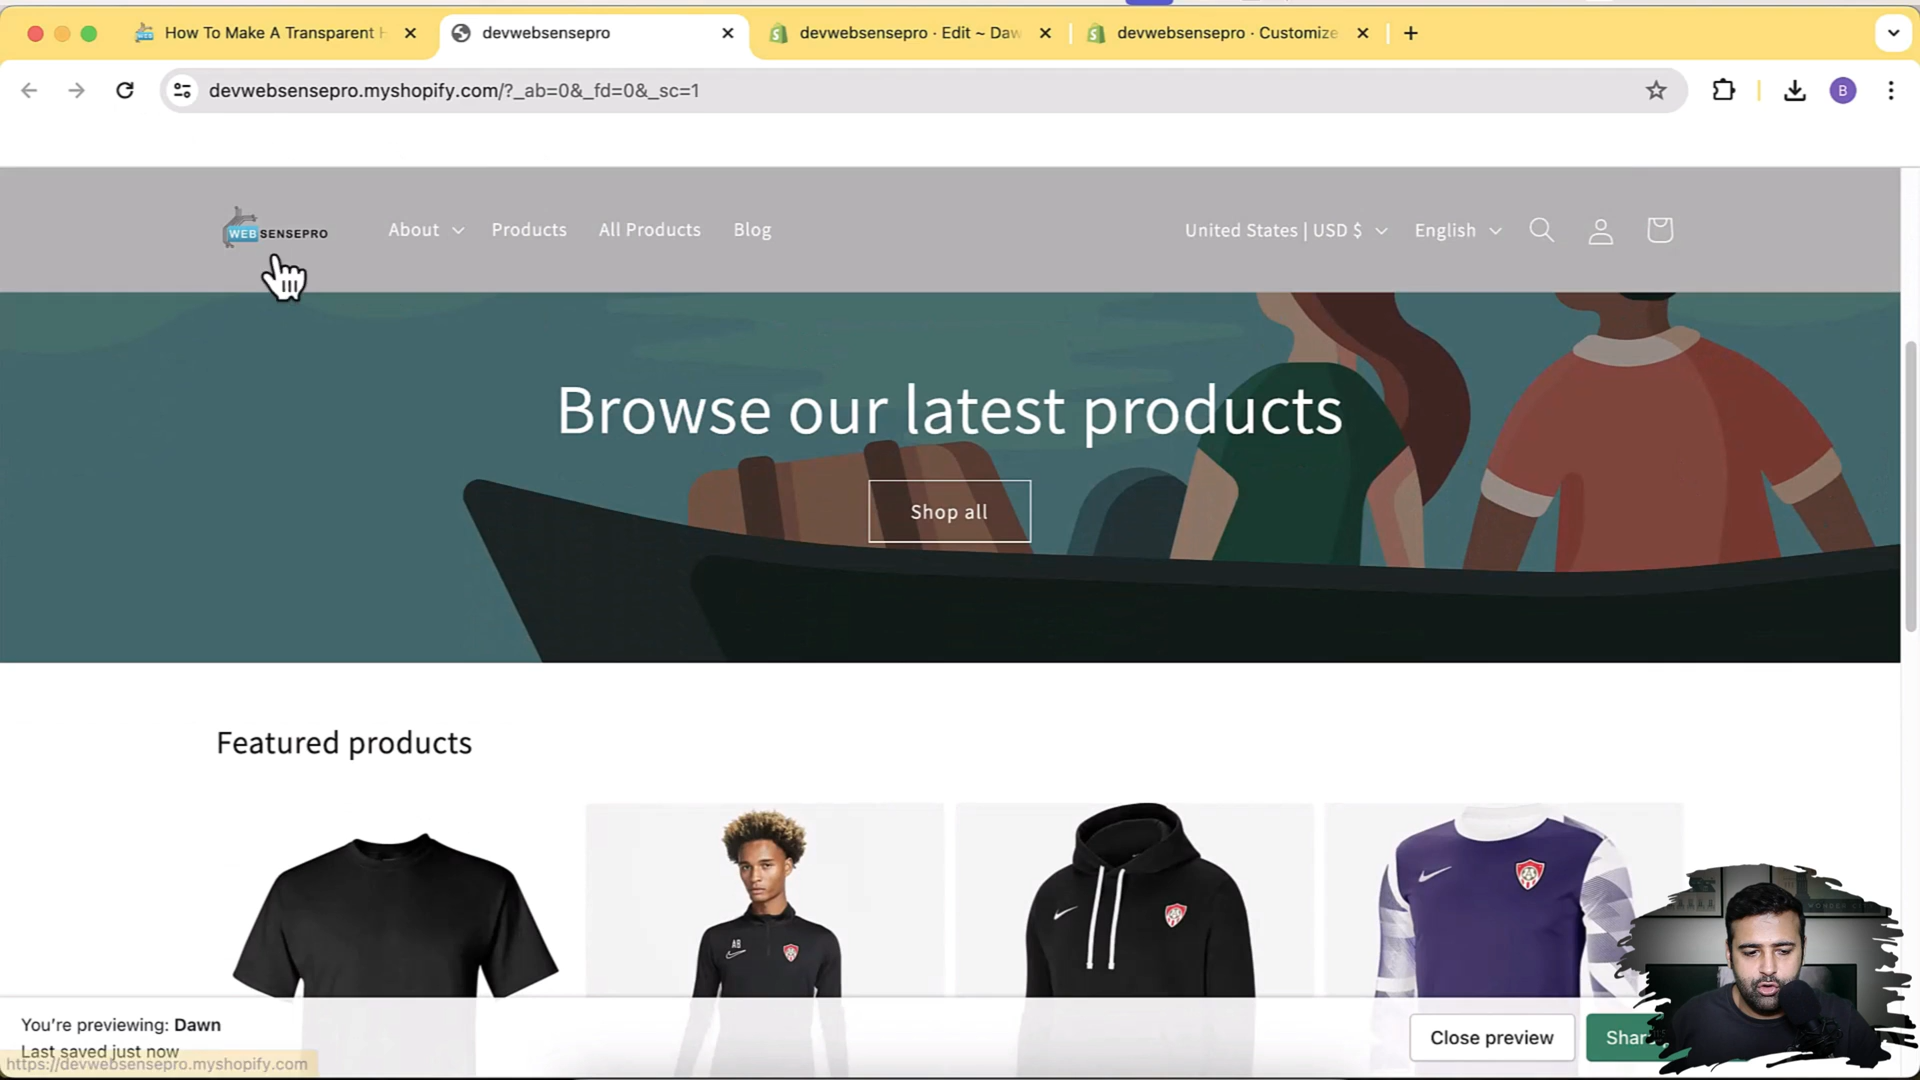 How To Make A Transparent H
devwebsensepro
devwebsensepro · Edit ~ Daw
devwebsensepro · Customize
devwebsensepro.myshopify.com/?_ab=0&_fd=0&_sc=1
B
WEBSENSEPRO
About
Products
All Products
Blog
United States | USD $
English
Browse our latest products
Shop all
Featured products
AB
You're previewing: Dawn
Last saved just now
https://devwebsensepro.myshopify.com
Close preview
Shar